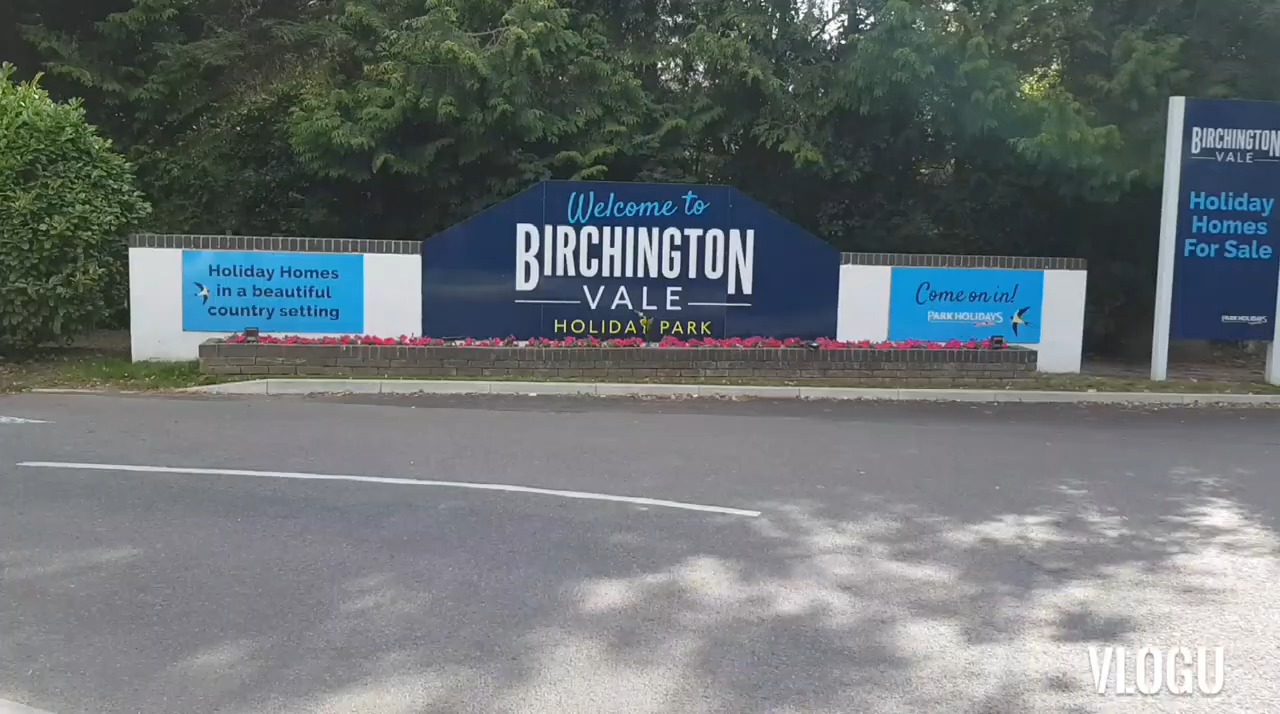 Welcome to
BIRCHINGTON
VALE
HOLIDAY PARK
Holiday Homes
in a beautiful
country setting
Come on in!
PARK HOLIDAYS
BIRCHINGTON
VALE
Holiday
Homes
For Sale
PARK HOLIDAYS
VLOGU